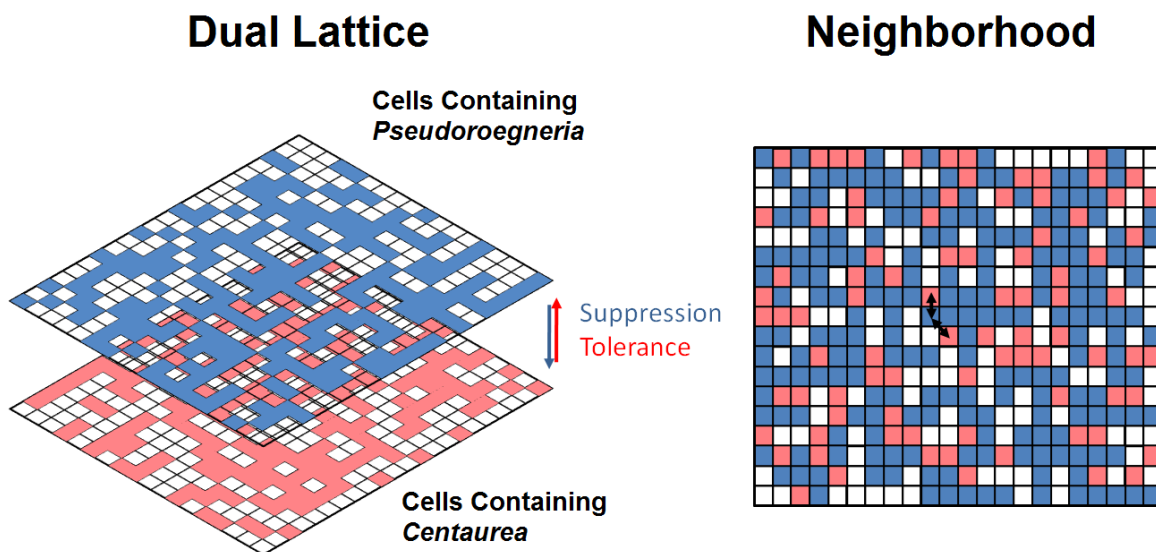 Dual Lattice
Neighborhood
Cells Containing
Pseudoroegneria
Suppression
Tolerance
Cells Containing
Centaurea